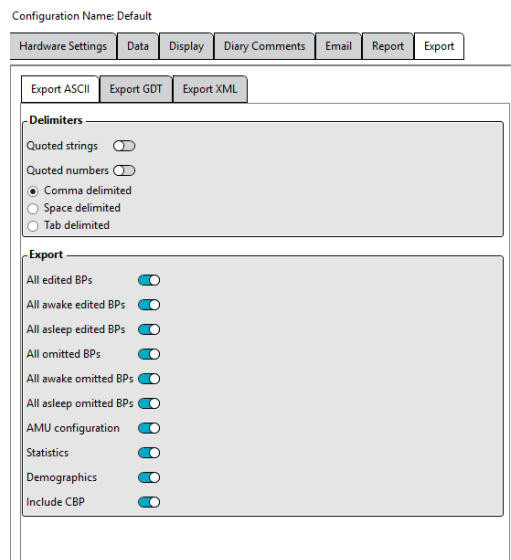 Configuration Name: Default
Hardware Settings Data Display Diary Comments Email Report Export
Export ASCII Export GDT Export XML
Delimiters
Quoted strings
Quoted numbers
Comma delimited
Space delimited
Tab delimited
Export
All edited BPs
All awake edited BPs
All asleep edited BPs
All omitted BPs
All awake omitted BPs
All asleep omitted BPs
AMU configuration
Statistics
Demographics
Include CBP